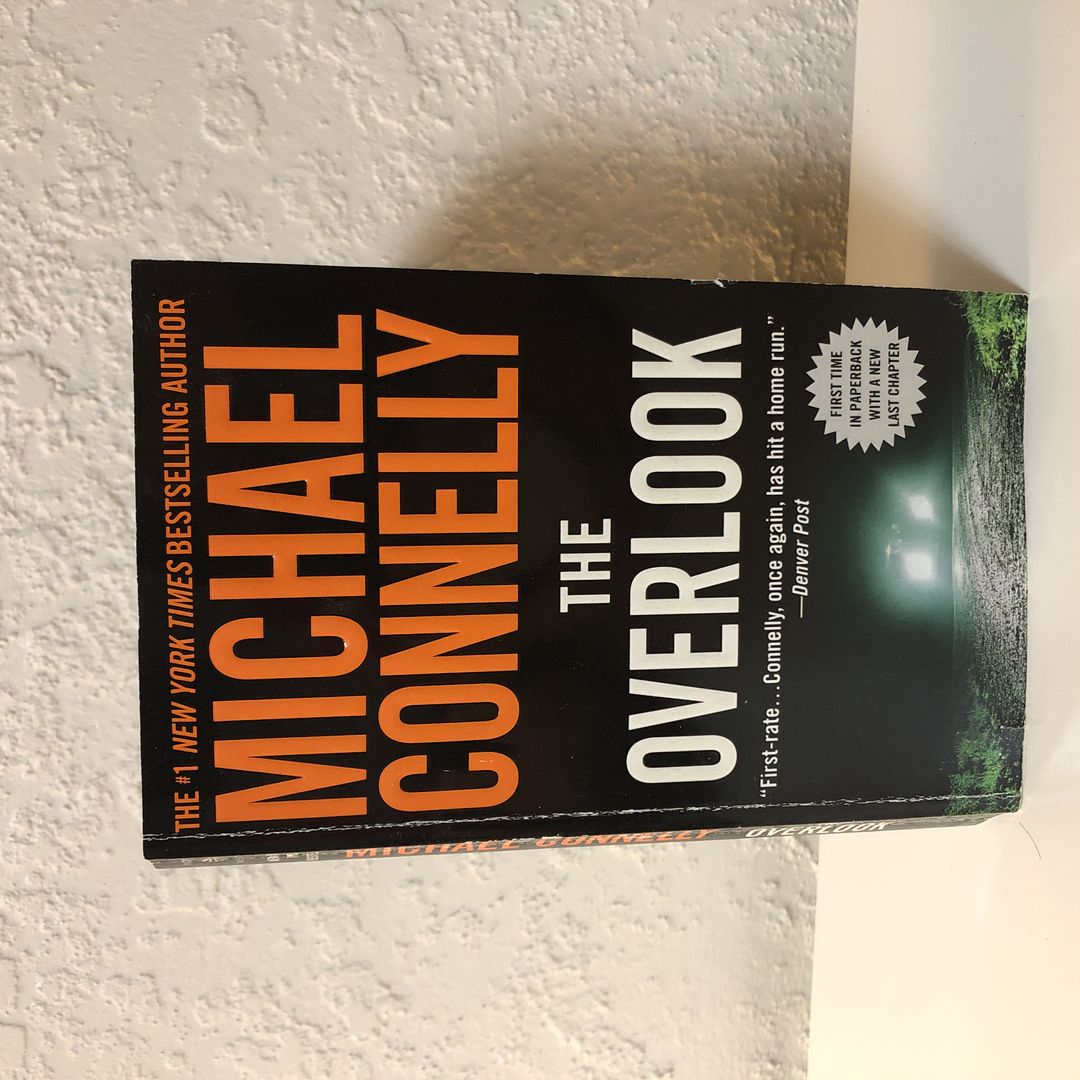 THE #1 NEW YORK TIMES BESTSELLING AUTHOR
MICHAEL
CONNELLY
THE
OVERLOOK
“First-rate...Connelly, once again, has hit a home run.”
—Denver Post
FIRST TIME
IN PAPERBACK
WITH A NEW
LAST CHAPTER
MICHAEL CONNELLY OVERLOOK